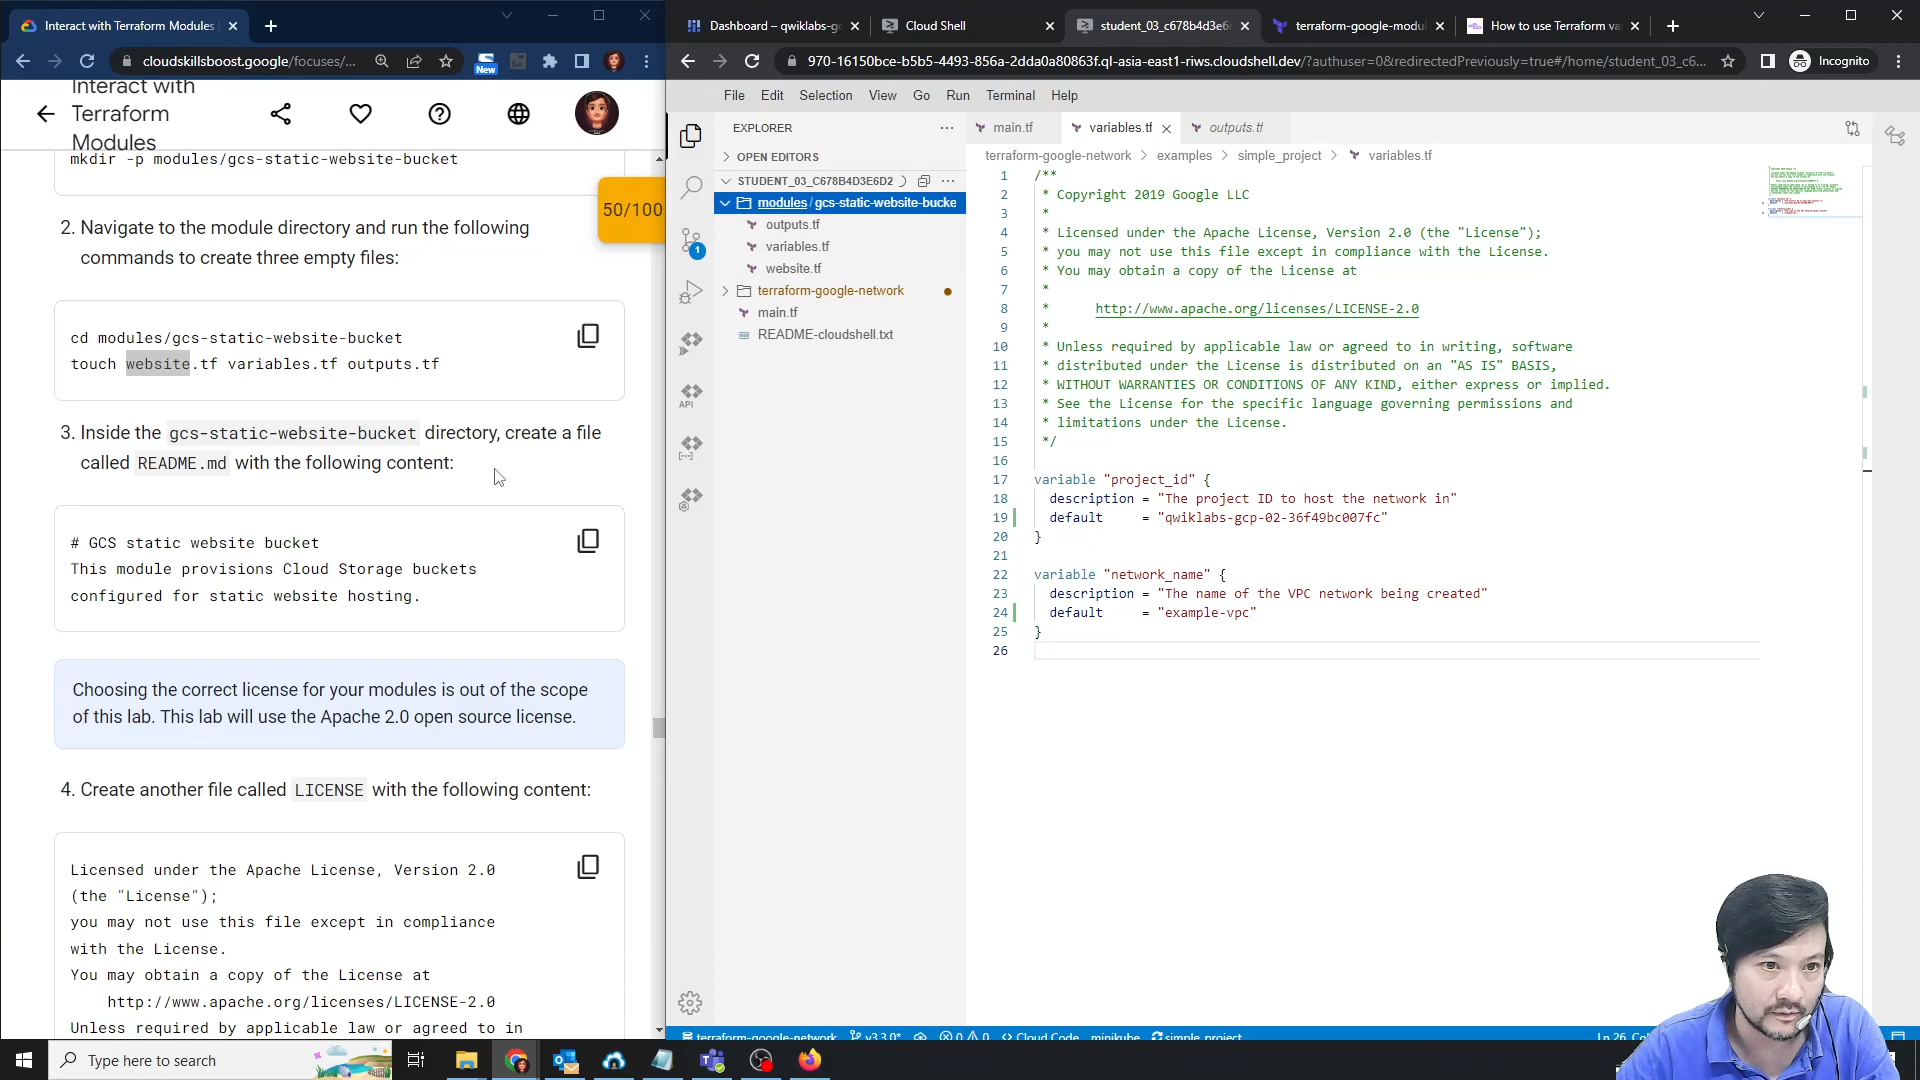 Interact with Terraform Modules
cloudskillsboost.google/focuses/...
New
Interact with
Terraform
Modules
mkdir -p modules/gcs-static-website-bucket
50/100
2. Navigate to the module directory and run the following
commands to create three empty files:
cd modules/gcs-static-website-bucket
touch website.tf variables.tf outputs.tf
3. Inside the gcs-static-website-bucket directory, create a file
called README.md with the following content:
# GCS static website bucket
This module provisions Cloud Storage buckets
configured for static website hosting.
Choosing the correct license for your modules is out of the scope
of this lab. This lab will use the Apache 2.0 open source license.
4. Create another file called LICENSE with the following content:
Licensed under the Apache License, Version 2.0
(the "License");
you may not use this file except in compliance
with the License.
You may obtain a copy of the License at
http://www.apache.org/licenses/LICENSE-2.0
Unless required by applicable law or agreed to in
Dashboard – qwiklabs-g
Cloud Shell
student_03_c678b4d3e6
terraform-google-modu
How to use Terraform va
970-16150bce-b5b5-4493-856a-2dda0a80863f.ql-asia-east1-riws.cloudshell.dev/?authuser=0&redirectedPreviously=true#/home/student_03_c6...
Incognito
File Edit Selection View Go Run Terminal Help
EXPLORER
OPEN EDITORS
STUDENT_03_C678B4D3E6D2
modules / gcs-static-website-bucke
outputs.tf
variables.tf
website.tf
terraform-google-network
main.tf
README-cloudshell.txt
1
API
main.tf
variables.tf
outputs.tf
terraform-google-network > examples > simple_project > variables.tf
1 /**
2 * Copyright 2019 Google LLC
3 *
4 * Licensed under the Apache License, Version 2.0 (the "License");
5 * you may not use this file except in compliance with the License.
6 * You may obtain a copy of the License at
7 *
8 * http://www.apache.org/licenses/LICENSE-2.0
9 *
10 * Unless required by applicable law or agreed to in writing, software
11 * distributed under the License is distributed on an "AS IS" BASIS,
12 * WITHOUT WARRANTIES OR CONDITIONS OF ANY KIND, either express or implied.
13 * See the License for the specific language governing permissions and
14 * limitations under the License.
15 */
16
17 variable "project_id" {
18 description = "The project ID to host the network in"
19 default = "qwiklabs-gcp-02-36f49bc007fc"
20 }
21
22 variable "network_name" {
23 description = "The name of the VPC network being created"
24 default = "example-vpc"
25 }
26
terraform-google-network v3.3.0* 0 0 Cloud Code minikube simple_project
Ln 26,
Type here to search